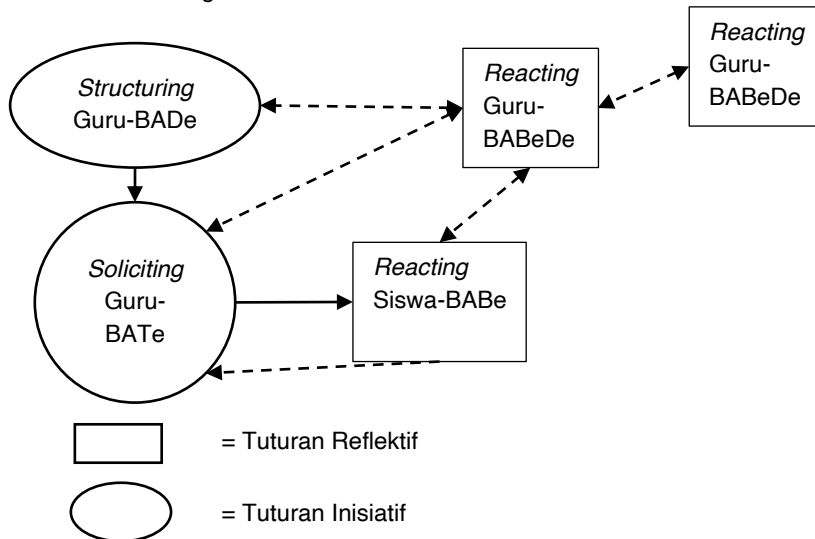 Structuring
Guru-BADe
Reacting
Guru-
BABeDe
Reacting
Guru-
BABeDe
Soliciting
Guru-
BATe
Reacting
Siswa-BABe
= Tuturan Reflektif
= Tuturan Inisiatif